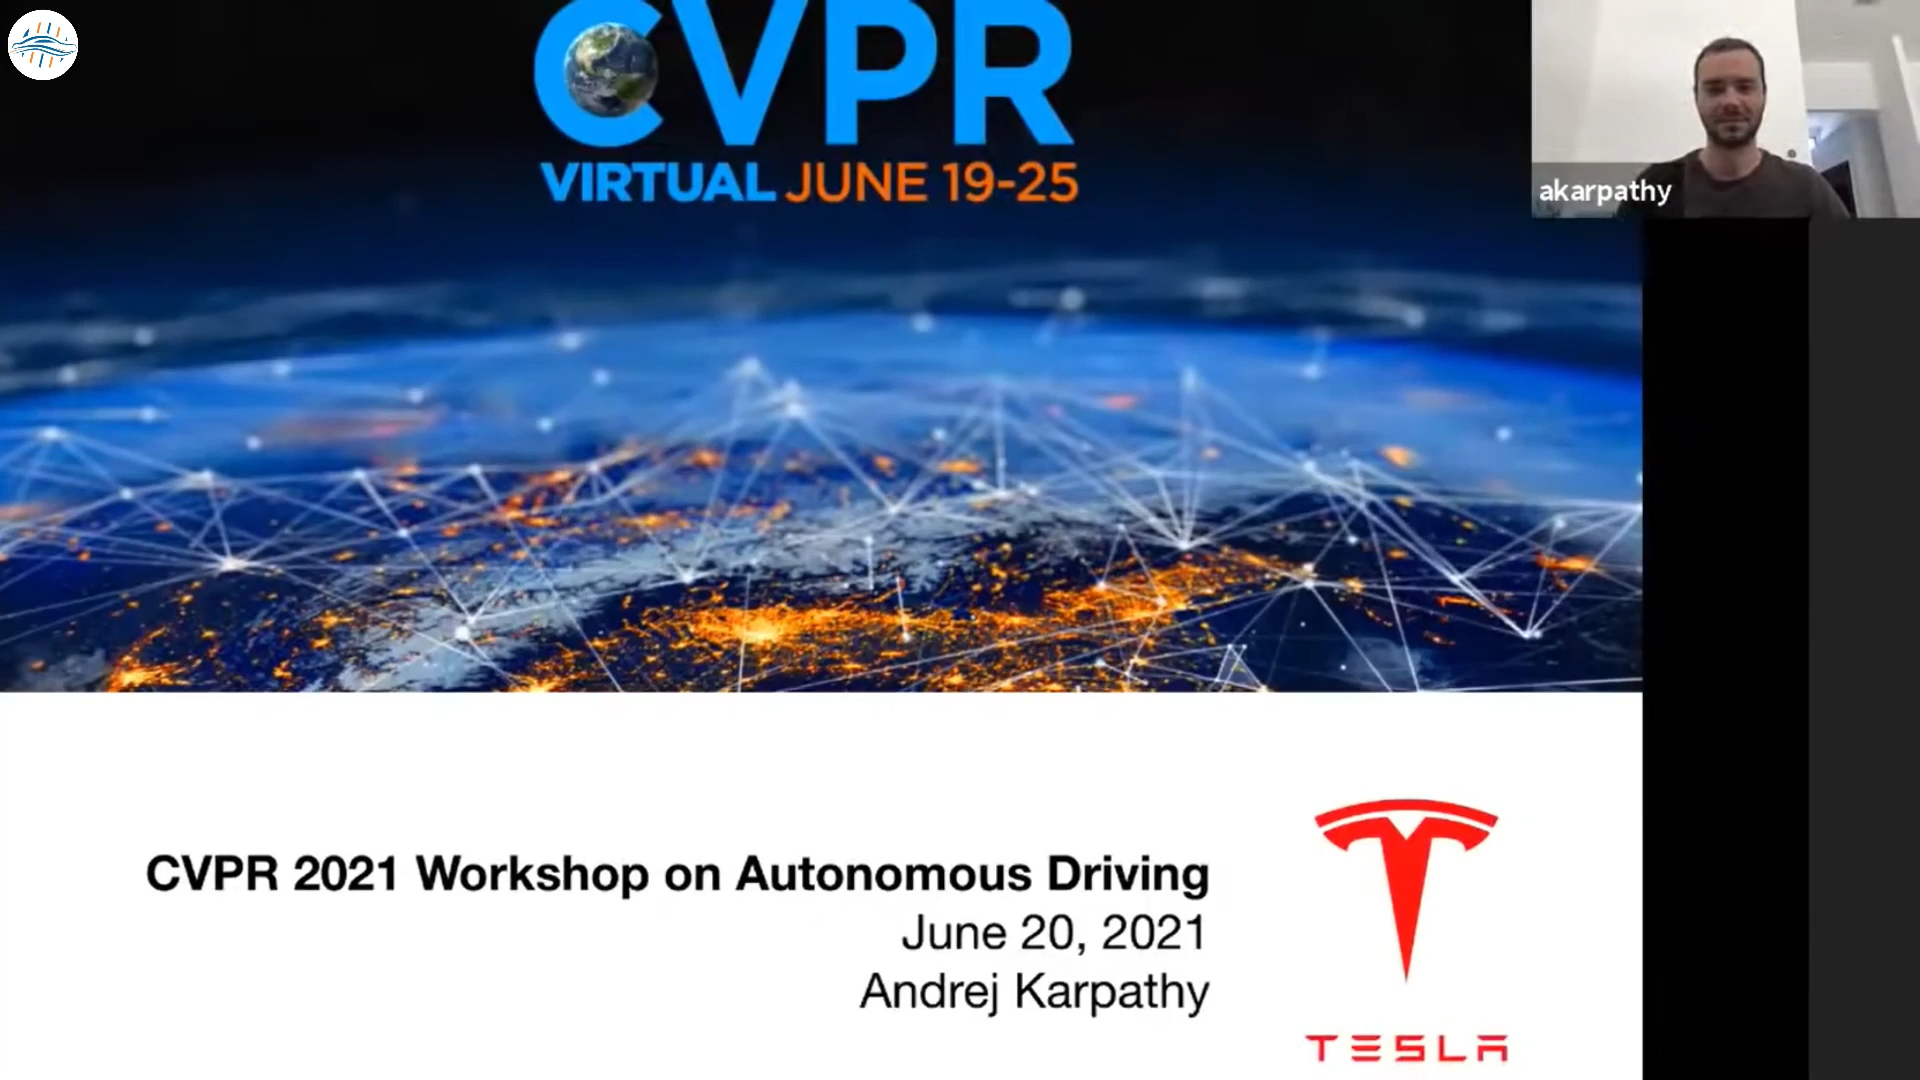 CVPR
VIRTUAL JUNE 19-25
akarpathy
CVPR 2021 Workshop on Autonomous Driving
June 20, 2021
Andrej Karpathy
TESLA